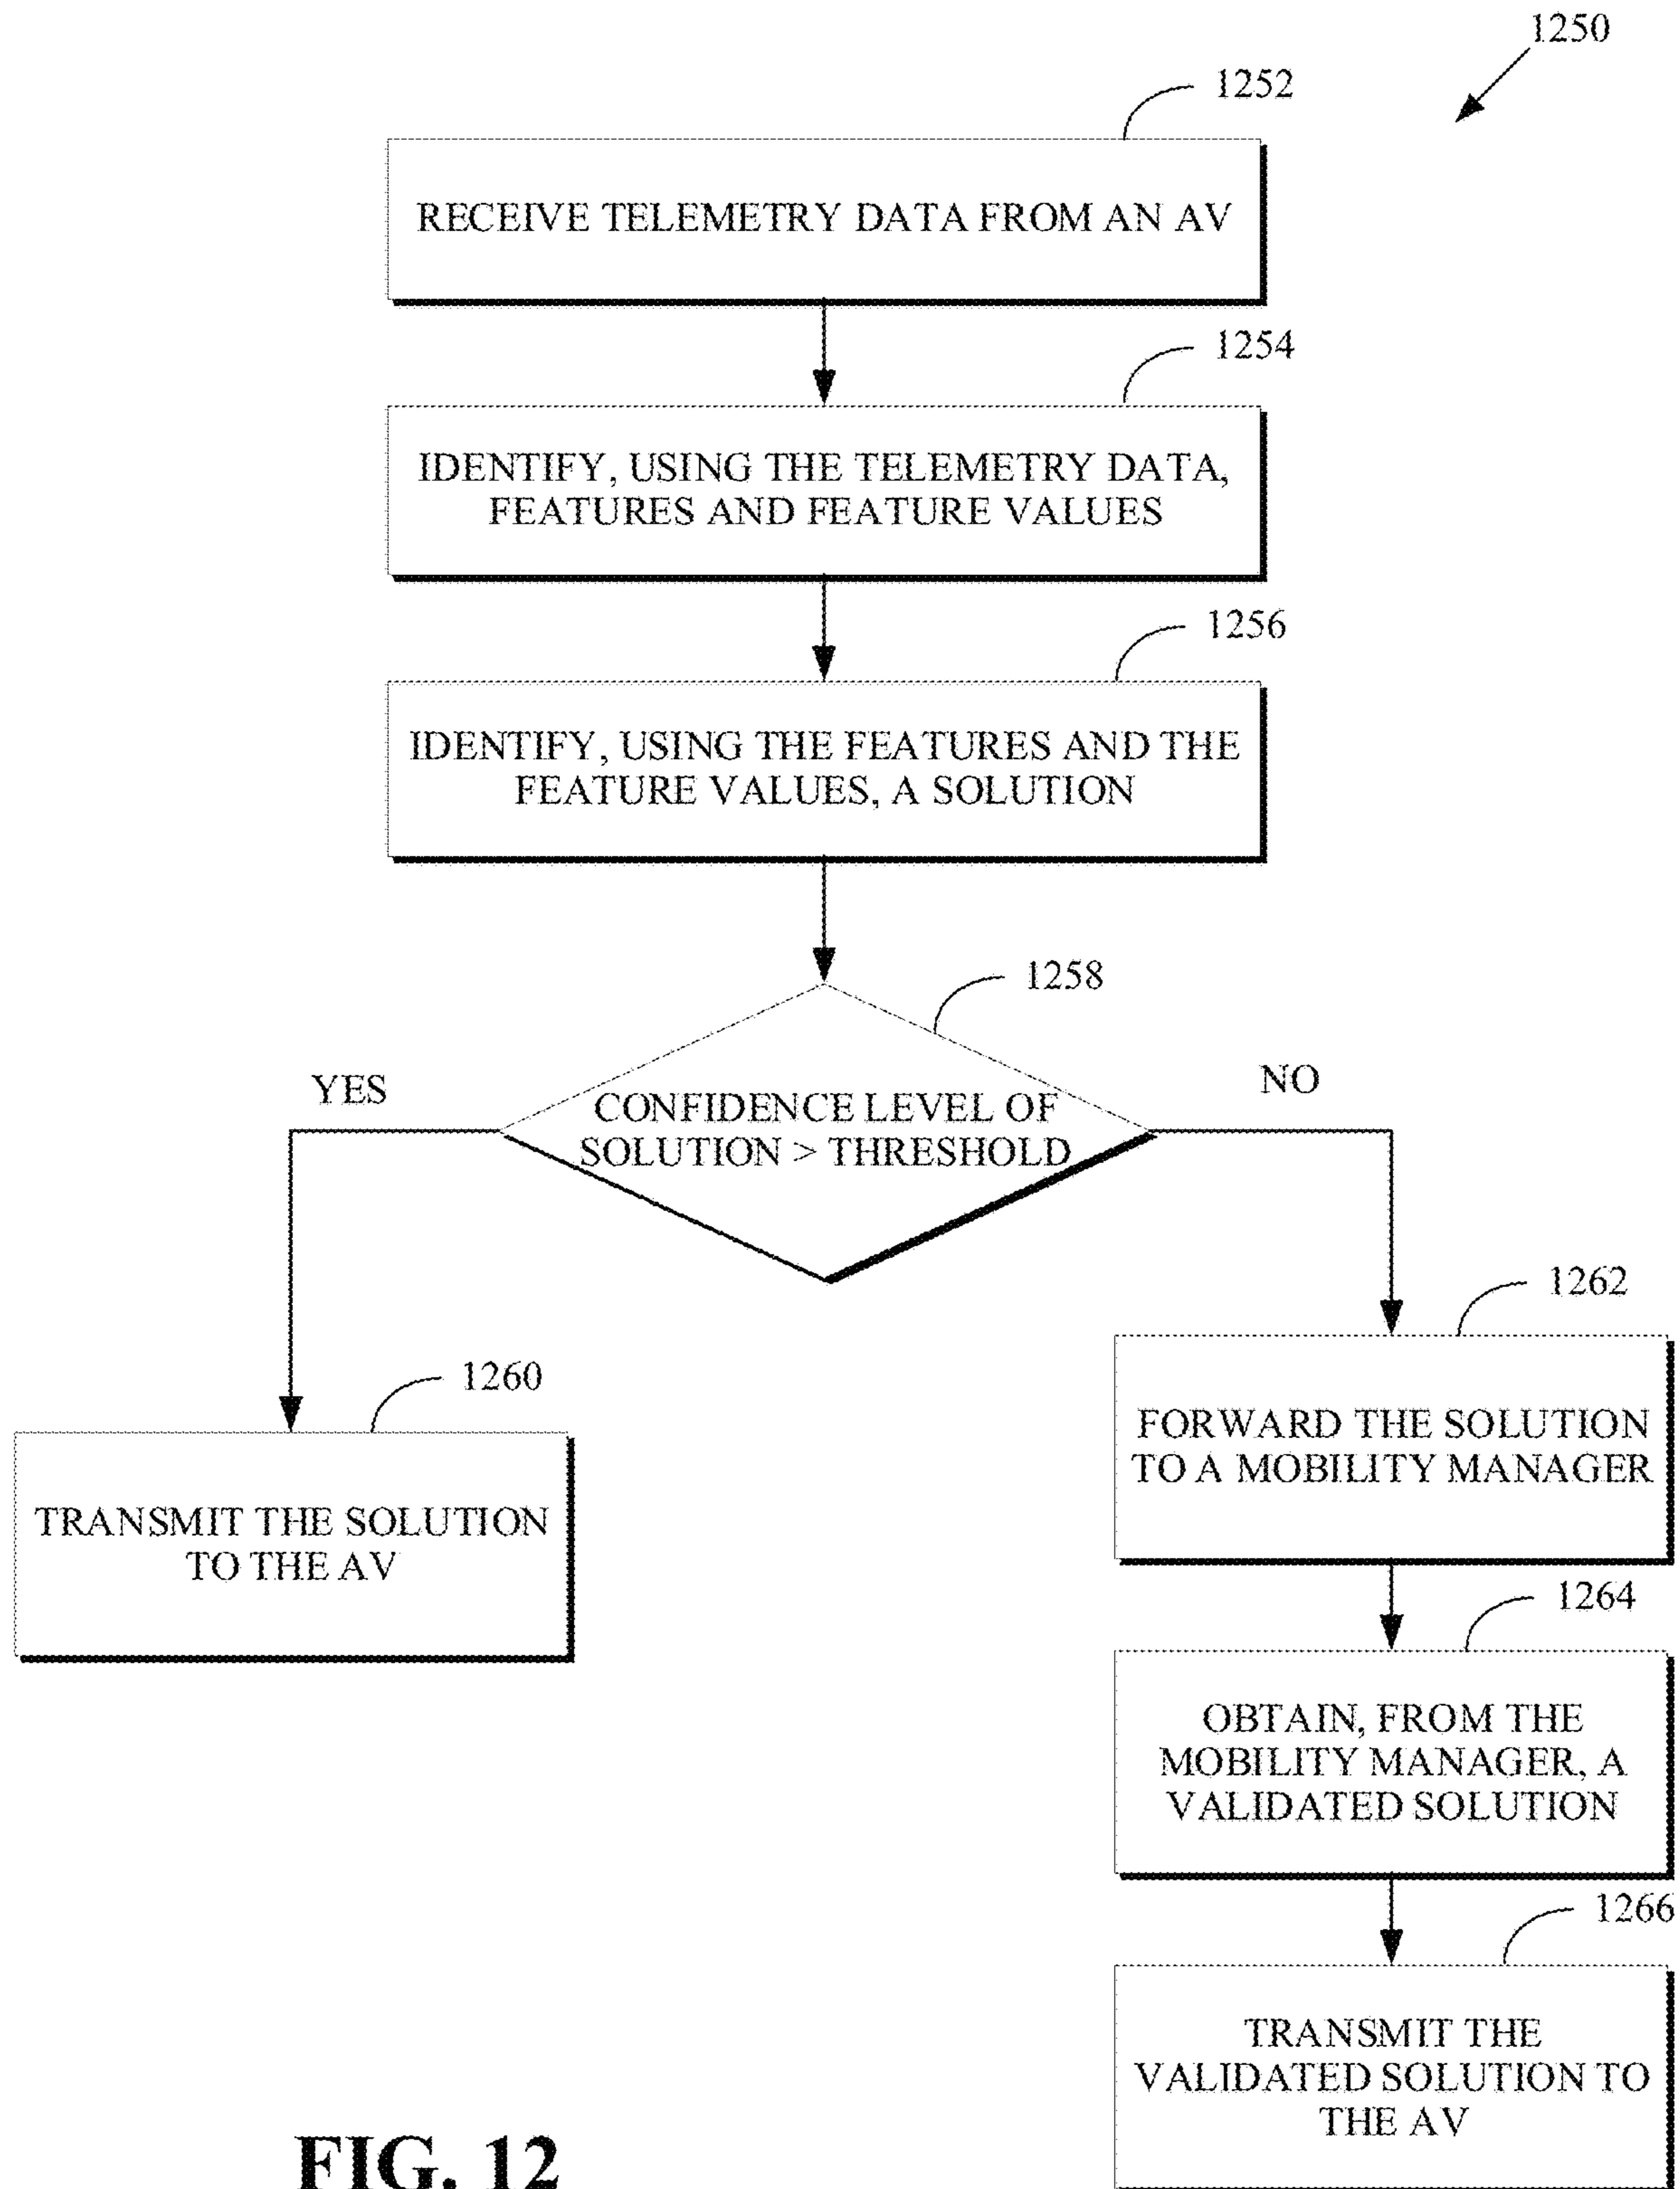 1250
1252
RECEIVE TELEMETRY DATA FROM AN AV
1254
IDENTIFY, USING THE TELEMETRY DATA,
FEATURES AND FEATURE VALUES
1256
IDENTIFY, USING THE FEATURES AND THE
FEATURE VALUES, A SOLUTION
1258
YES
NO
CONFIDENCE LEVEL OF
SOLUTION > THRESHOLD
1260
TRANSMIT THE SOLUTION
TO THE AV
1262
FORWARD THE SOLUTION
TO A MOBILITY MANAGER
1264
OBTAIN, FROM THE
MOBILITY MANAGER, A
VALIDATED SOLUTION
1266
TRANSMIT THE
VALIDATED SOLUTION TO
THE AV
FIG. 12